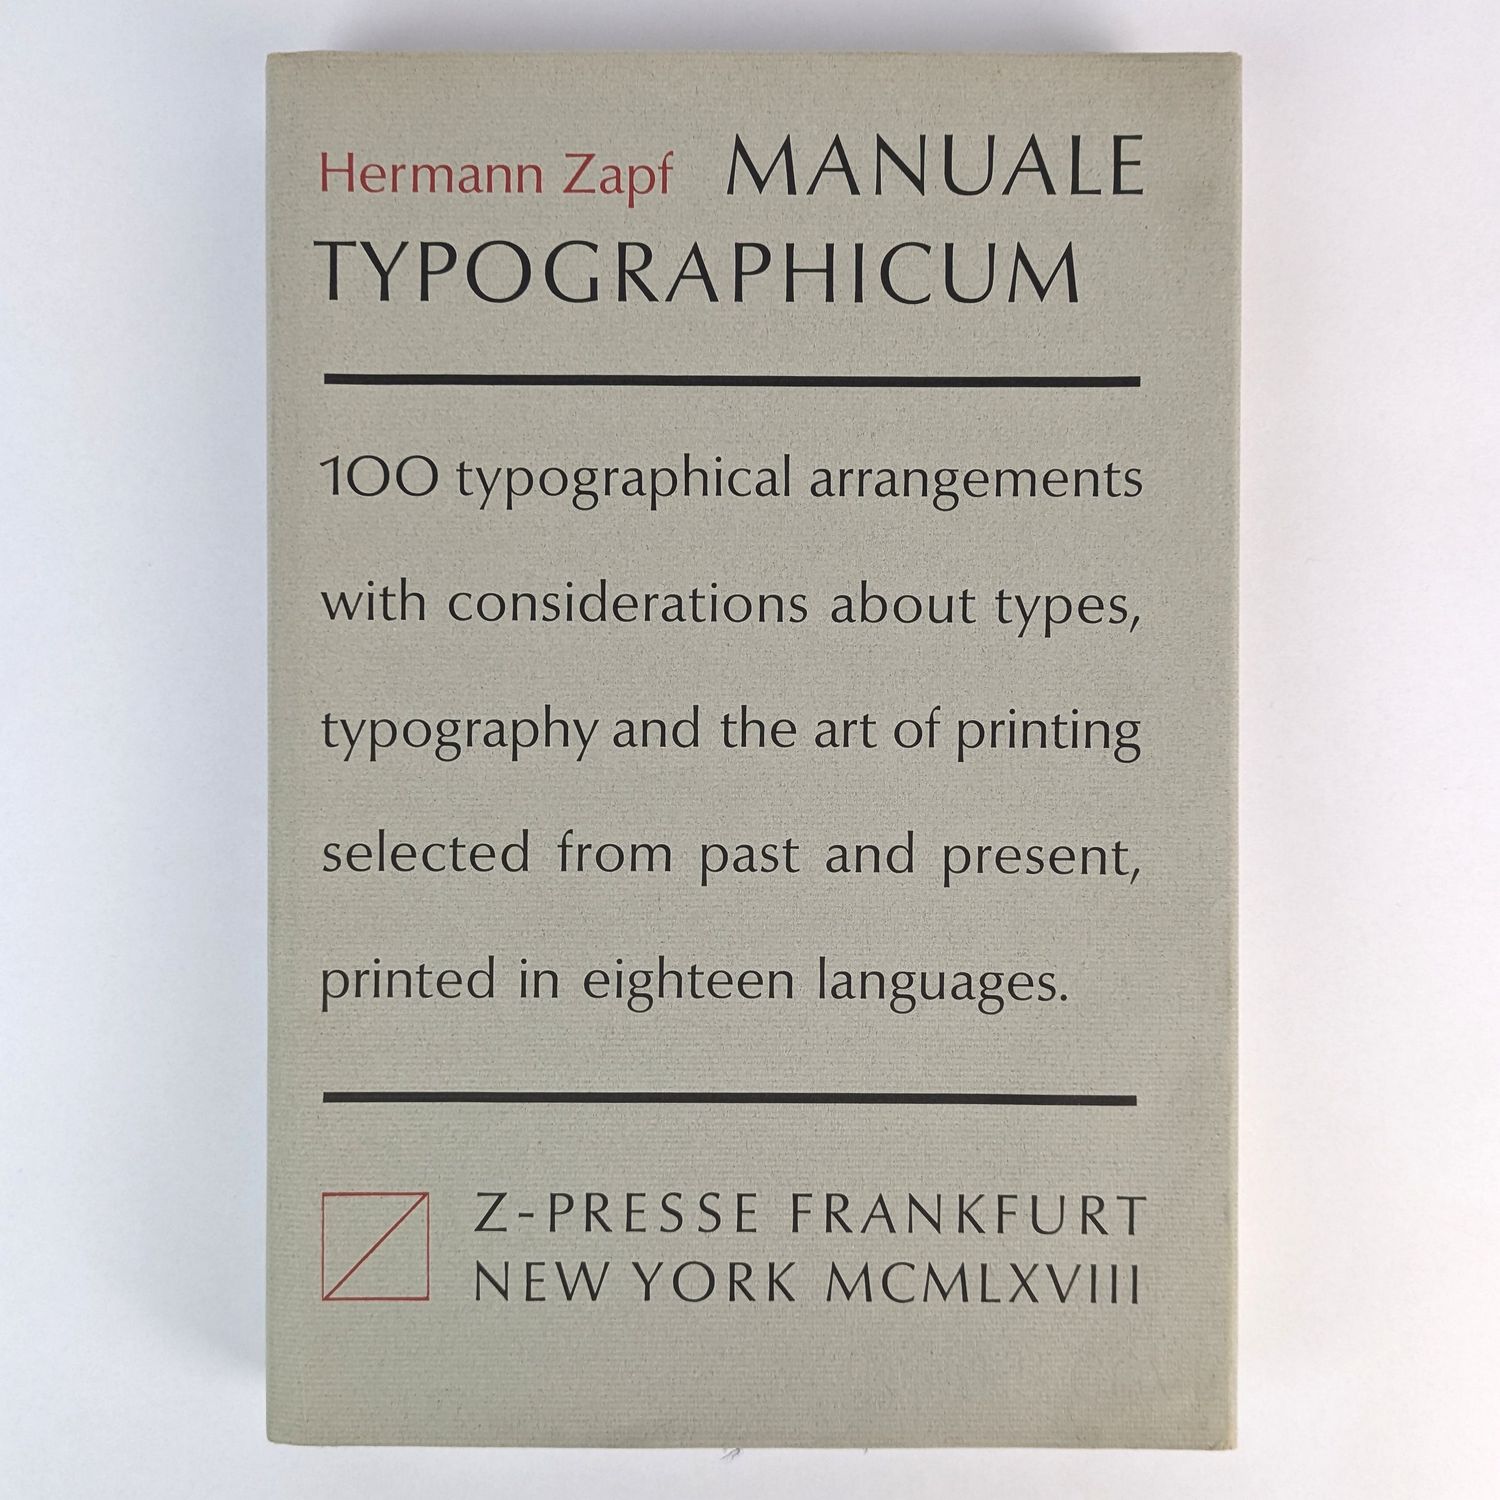 Hermann Zapf MANUALE
TYPOGRAPHICUM
100 typographical arrangements
with considerations about types,
typography and the art of printing
selected from past and present,
printed in eighteen languages.
Z-PRESSE FRANKFURT
NEW YORK MCMLXVIII